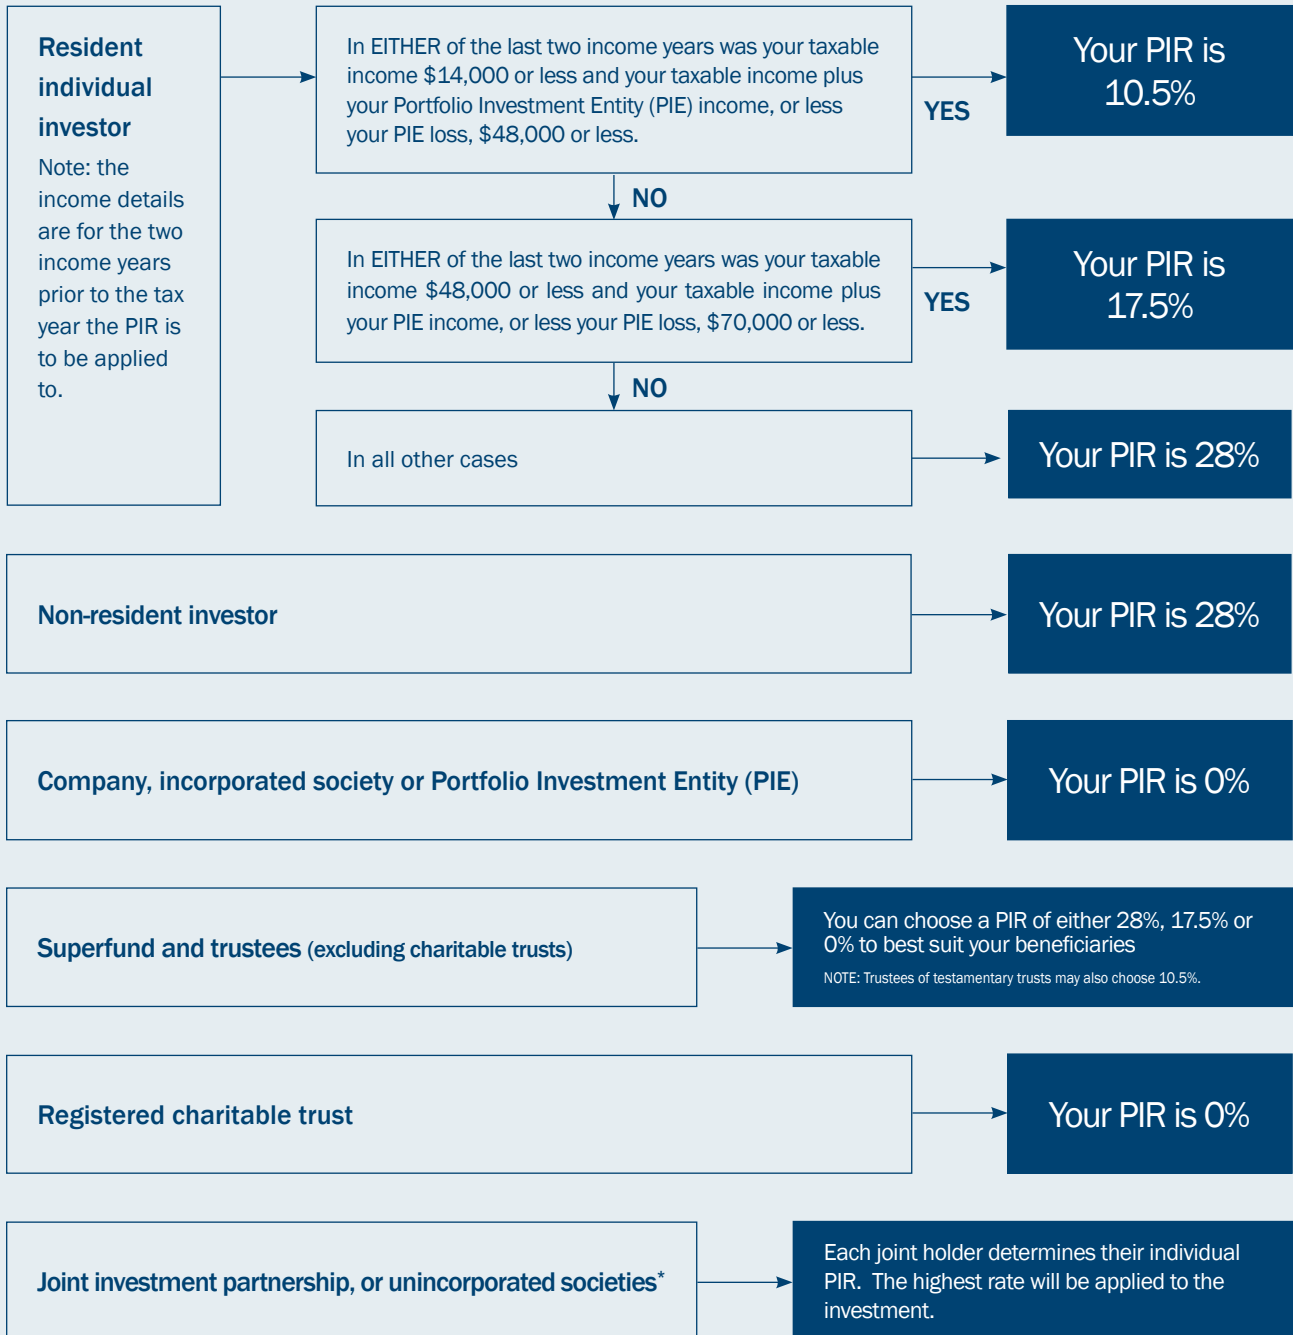 Resident
individual
investor
Note: the
income details
are for the two
income years
prior to the tax
year the PIR is
to be applied
to.
In EITHER of the last two income years was your taxable
income $14,000 or less and your taxable income plus
your Portfolio Investment Entity (PIE) income, or less
your PIE loss, $48,000 or less.
YES
Your PIR is
10.5%
NO
In EITHER of the last two income years was your taxable
income $48,000 or less and your taxable income plus
your PIE income, or less your PIE loss, $70,000 or less.
YES
Your PIR is
17.5%
NO
In all other cases
Your PIR is 28%
Non-resident investor
Your PIR is 28%
Company, incorporated society or Portfolio Investment Entity (PIE)
Your PIR is 0%
Superfund and trustees (excluding charitable trusts)
You can choose a PIR of either 28%, 17.5% or
0% to best suit your beneficiaries
NOTE: Trustees of testamentary trusts may also choose 10.5%.
Registered charitable trust
Your PIR is 0%
Joint investment partnership, or unincorporated societies*
Each joint holder determines their individual
PIR.  The highest rate will be applied to the
investment.